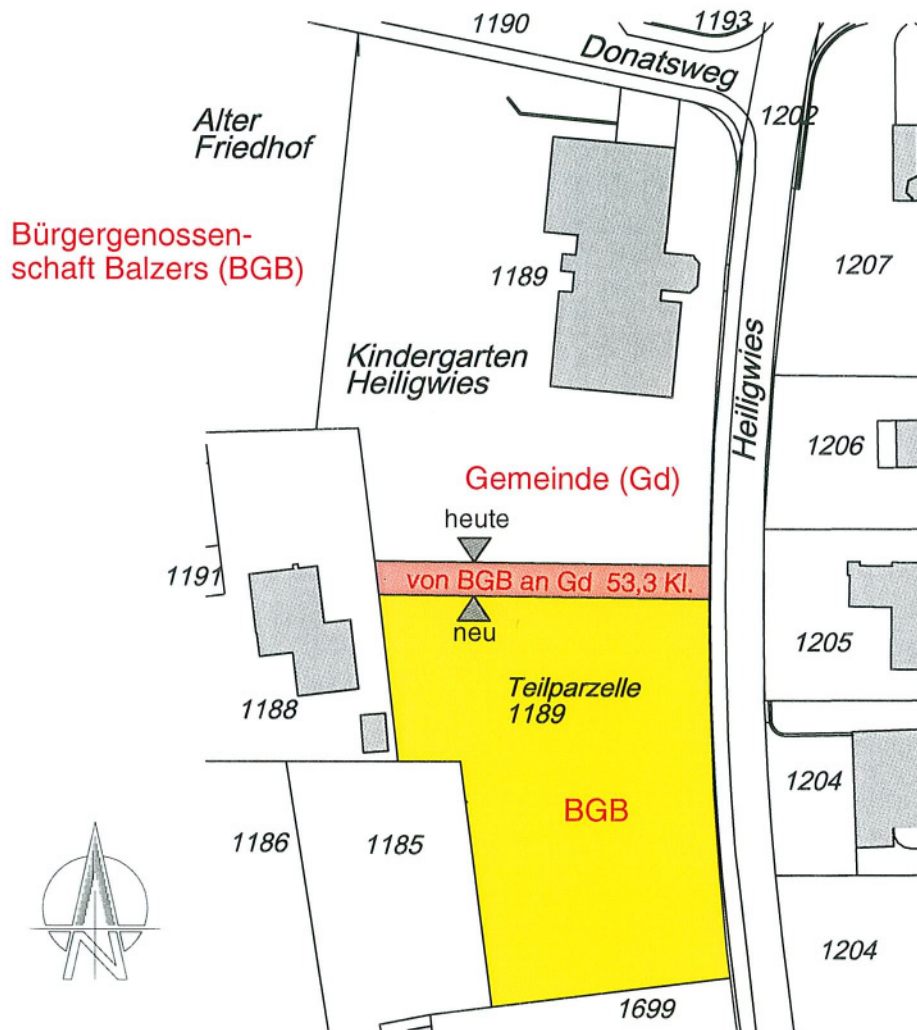 1190
1193
Donatsweg
1202
Alter
Friedhof
Bürgergenossen-
schaft Balzers (BGB)
1189
1207
Kindergarten
Heiligwies
Heiligwies
1206
Gemeinde (Gd)
heute
1191
von BGB an Gd 53,3 Kl.
neu
1205
Teilparzelle
1189
1188
1204
BGB
1186
1185
N
1204
1699